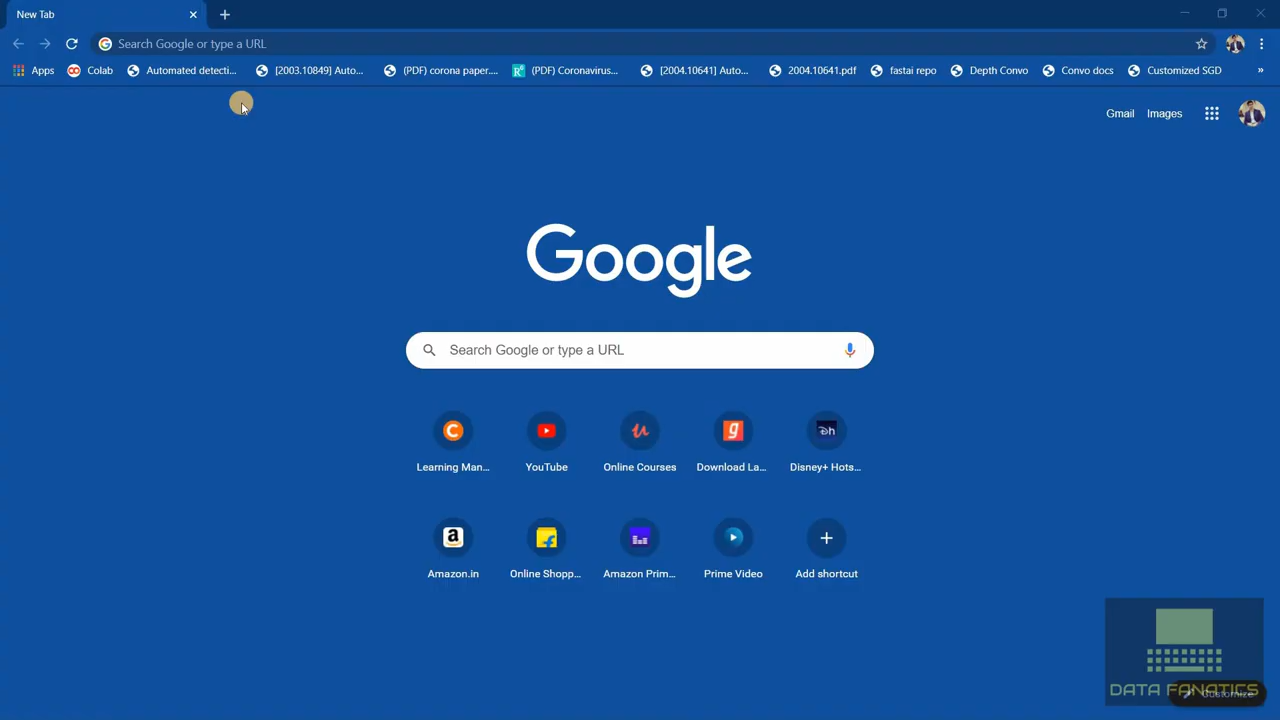 New Tab
Search Google or type a URL
Apps Colab Automated detecti... [2003.10849] Auto... (PDF) corona paper.... (PDF) Coronavirus... [2004.10641] Auto... 2004.10641.pdf fastai repo Depth Convo Convo docs Customized SGD »
Gmail Images
Google
Search Google or type a URL
Learning Man... YouTube Online Courses Download La... Disney+ Hots...
Amazon.in Online Shopp... Amazon Prim... Prime Video Add shortcut
DATA FANATICS
Customize